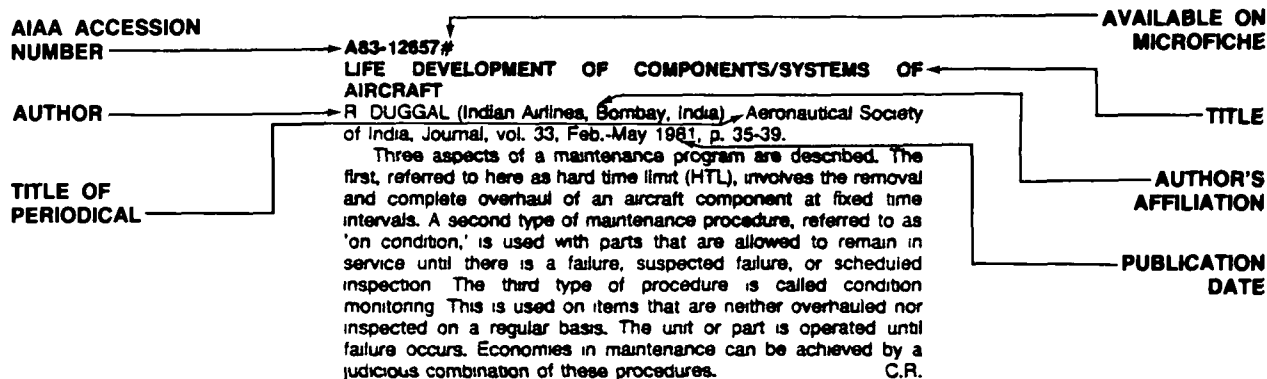 AIAA ACCESSION
NUMBER
AVAILABLE ON
MICROFICHE
A83-12657#
LIFE DEVELOPMENT OF COMPONENTS/SYSTEMS OF
AIRCRAFT
AUTHOR
R DUGGAL (Indian Airlines, Bombay, India) Aeronautical Society
TITLE
of India, Journal, vol. 33, Feb.-May 1981, p. 35-39.
Three aspects of a maintenance program are described. The
first, referred to here as hard time limit (HTL), involves the removal
and complete overhaul of an aircraft component at fixed time
intervals. A second type of maintenance procedure, referred to as
'on condition,' is used with parts that are allowed to remain in
service until there is a failure, suspected failure, or scheduled
inspection The third type of procedure is called condition
monitoring This is used on items that are neither overhauled nor
inspected on a regular basis. The unit or part is operated until
failure occurs. Economies in maintenance can be achieved by a
judicious combination of these procedures. C.R.
TITLE OF
PERIODICAL
AUTHOR'S
AFFILIATION
PUBLICATION
DATE